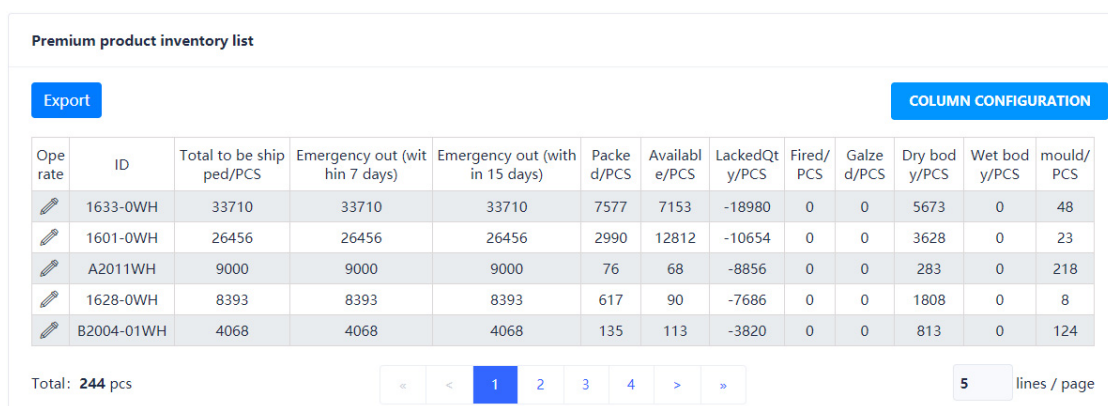 Premium product inventory list
Export
COLUMN CONFIGURATION
Ope rate ID Total to be ship ped/PCS Emergency out (wit hin 7 days) Emergency out (with in 15 days) Packe d/PCS Availabl e/PCS LackedQt y/PCS Fired/ PCS Galze d/PCS Dry bod y/PCS Wet bod y/PCS mould/ PCS
1633-0WH 33710 33710 33710 7577 7153 -18980 0 0 5673 0 48
1601-0WH 26456 26456 26456 2990 12812 -10654 0 0 3628 0 23
A2011WH 9000 9000 9000 76 68 -8856 0 0 283 0 218
1628-0WH 8393 8393 8393 617 90 -7686 0 0 1808 0 8
B2004-01WH 4068 4068 4068 135 113 -3820 0 0 813 0 124
Total: 244 pcs « < 1 2 3 4 > » 5 lines / page